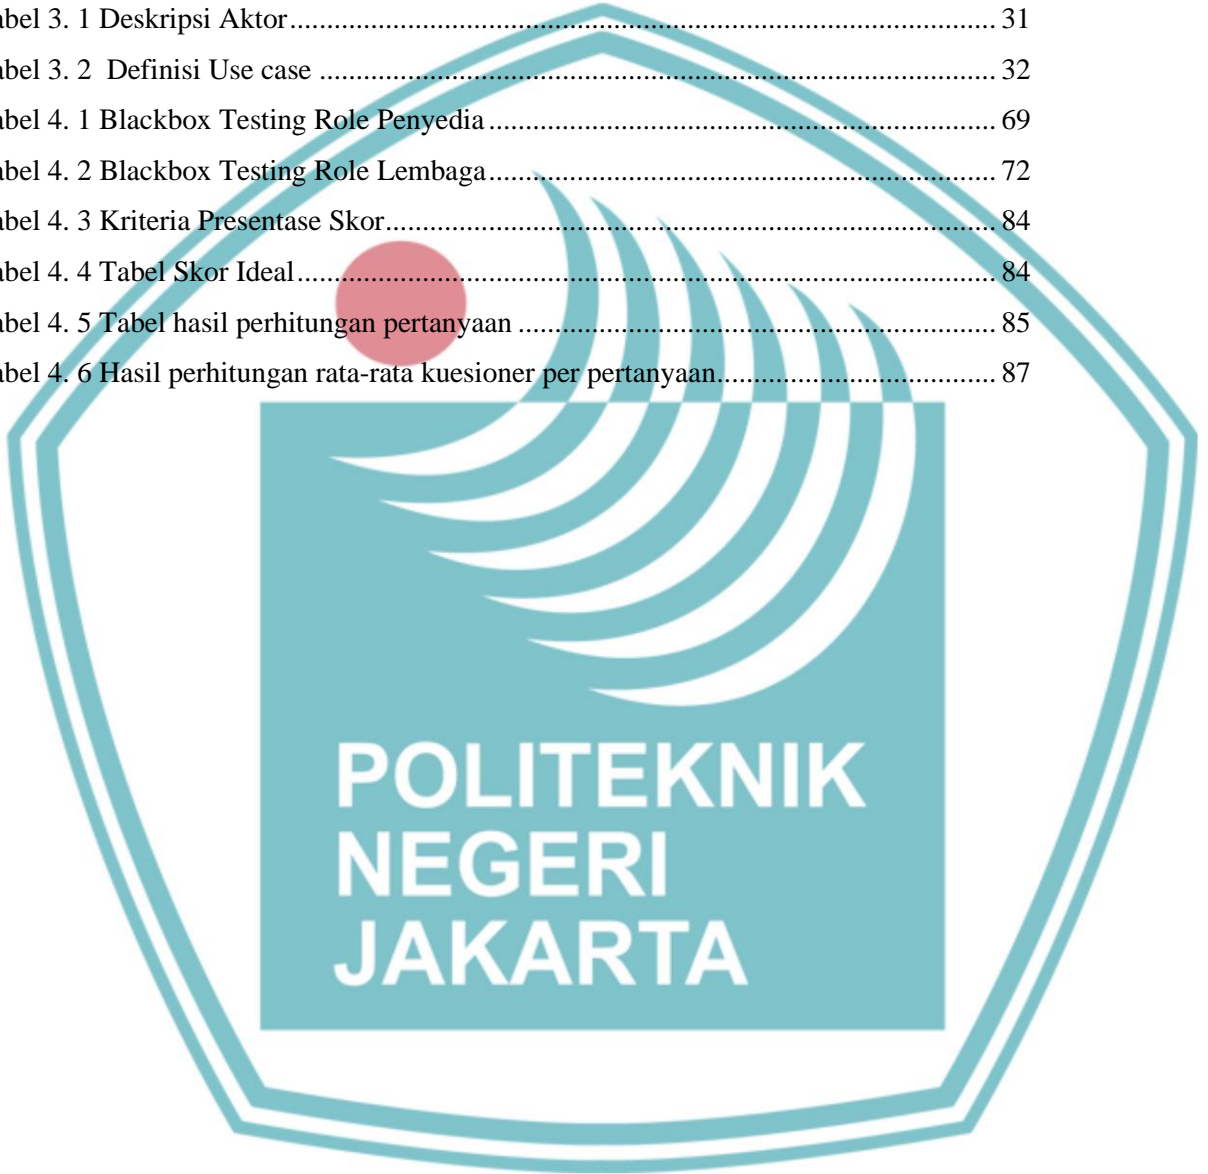 abel 3. 1 Deskripsi Aktor ................................................................................................ 31
abel 3. 2  Definisi Use case ............................................................................................ 32
abel 4. 1 Blackbox Testing Role Penyedia ..................................................................... 69
abel 4. 2 Blackbox Testing Role Lembaga ..................................................................... 72
abel 4. 3 Kriteria Presentase Skor ................................................................................... 84
abel 4. 4 Tabel Skor Ideal ............................................................................................... 84
abel 4. 5 Tabel hasil perhitungan pertanyaan ................................................................. 85
abel 4. 6 Hasil perhitungan rata-rata kuesioner per pertanyaan ...................................... 87
POLITEKNIK
NEGERI
JAKARTA